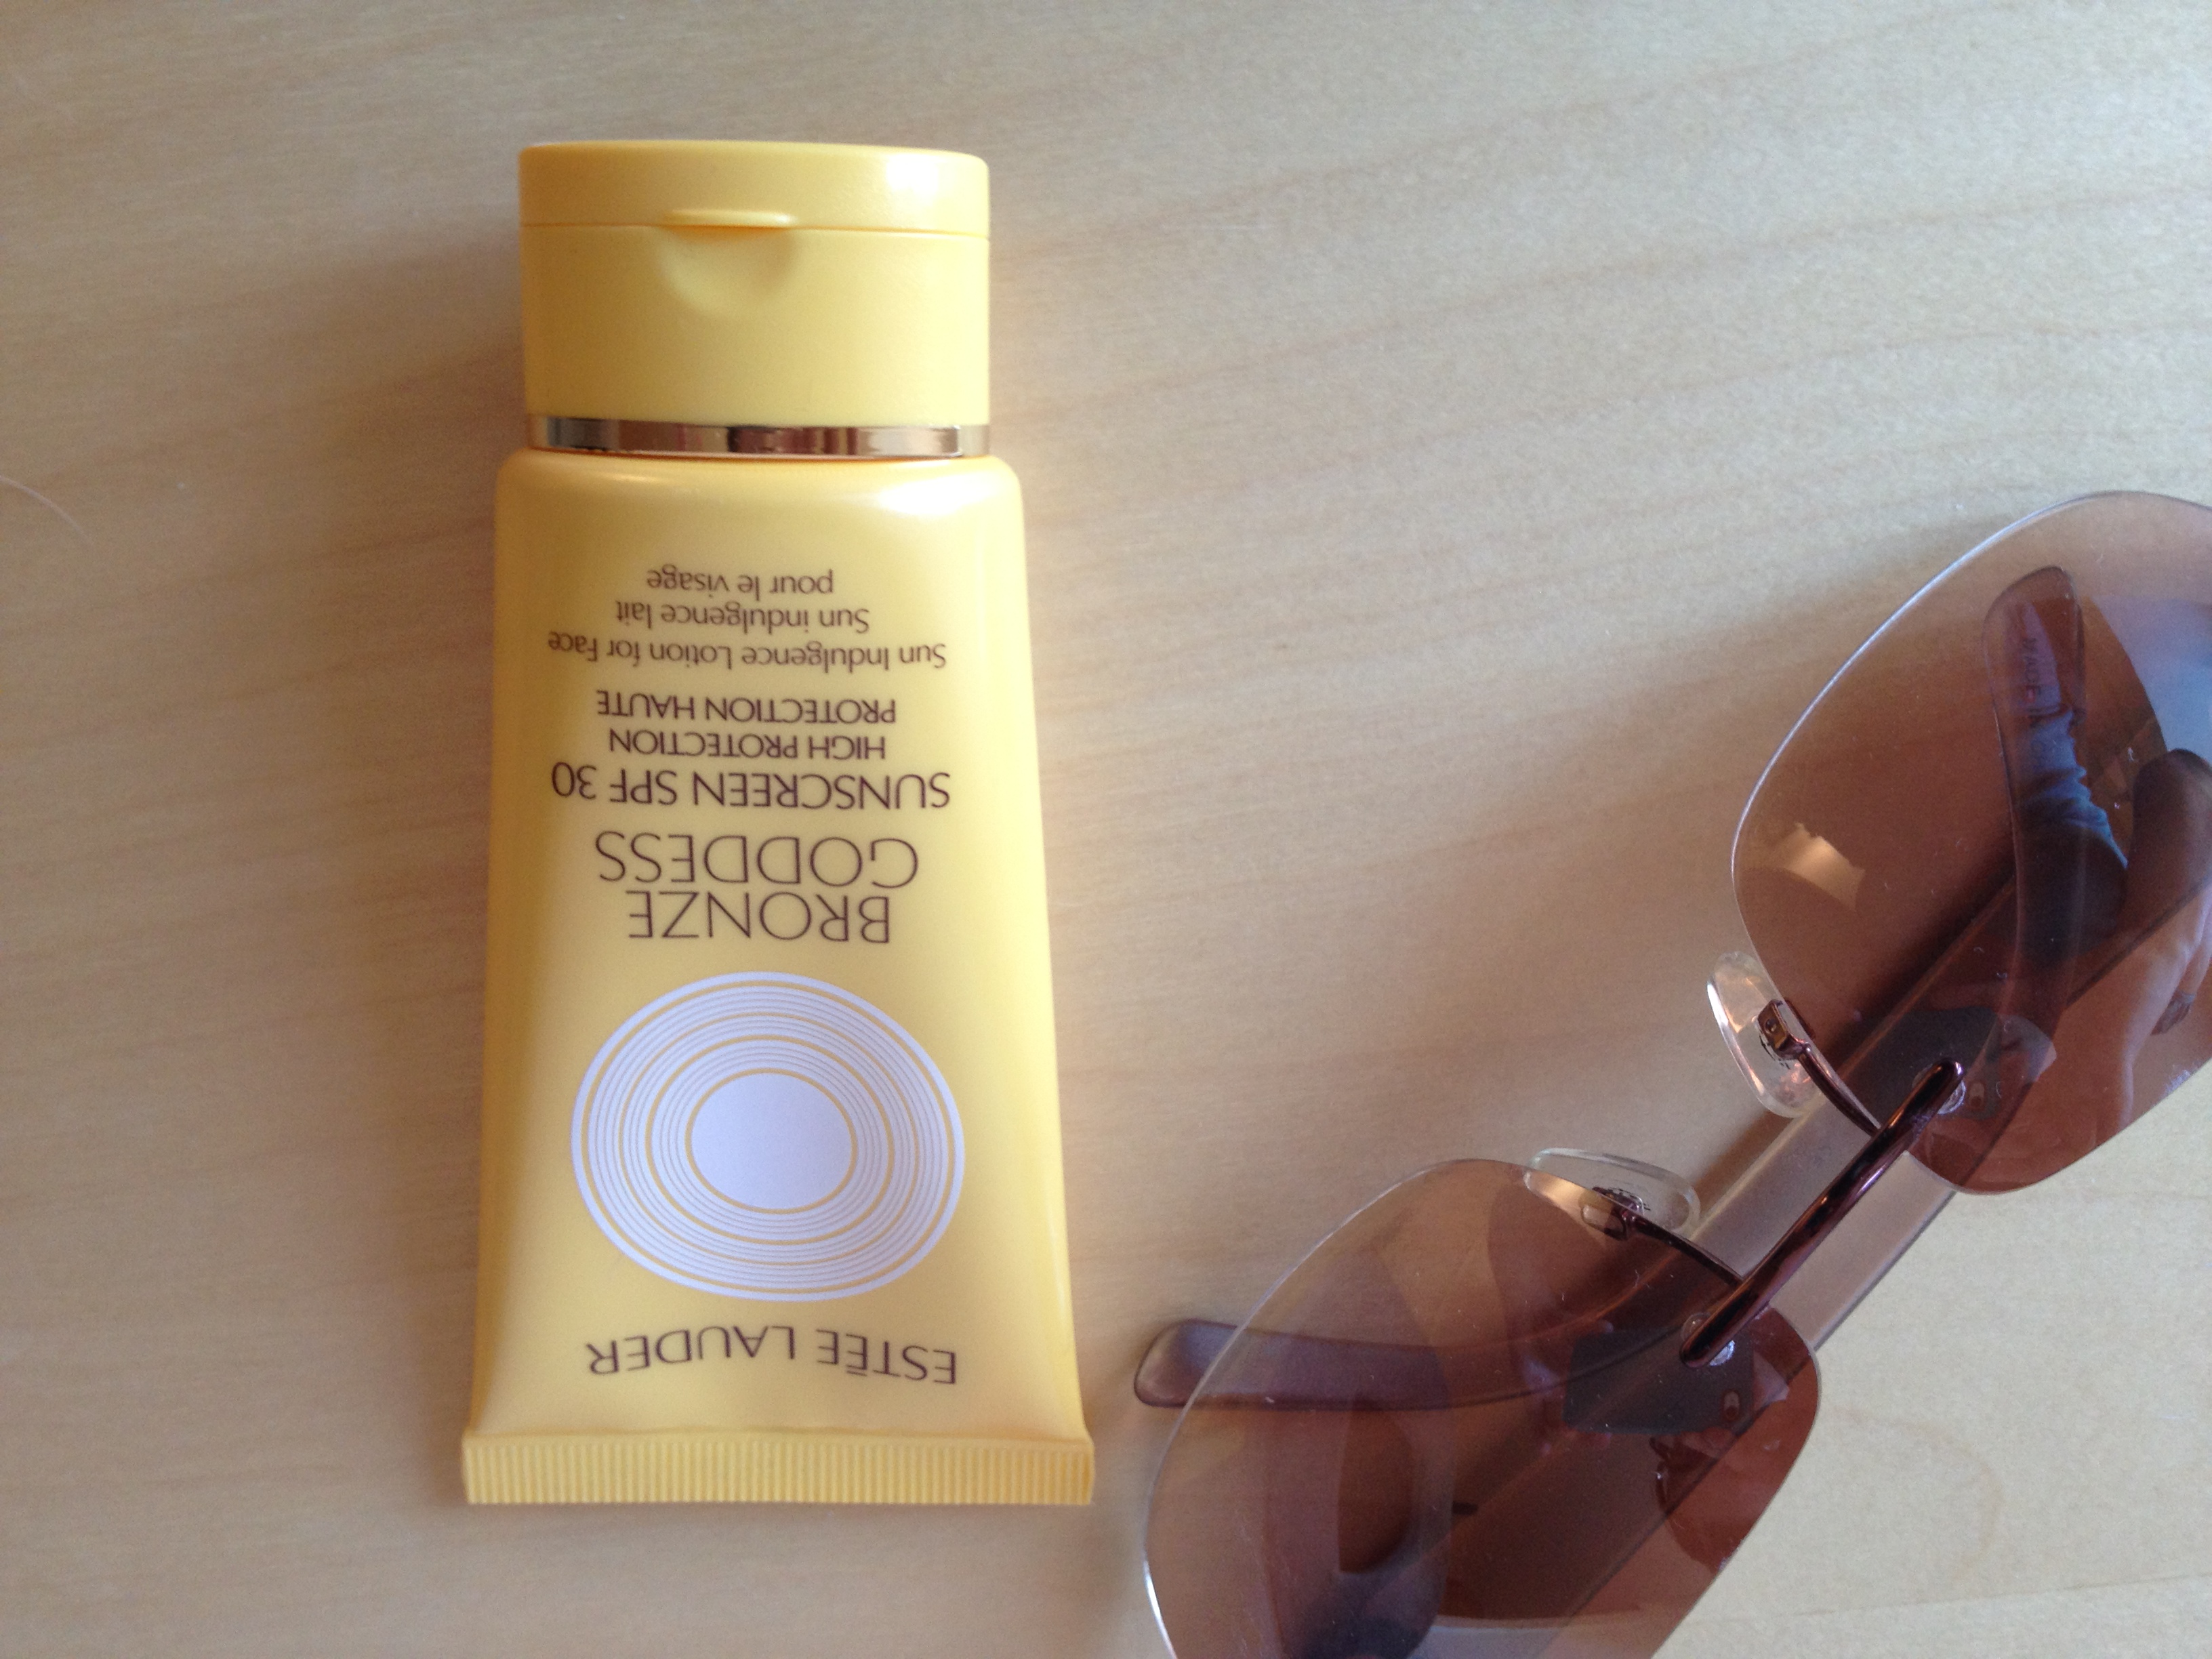 ESTĒE LAUDER
BRONZE
GODDESS
SUNSCREEN SPF 30
HIGH PROTECTION
PROTECTION HAUTE
Sun Indulgence Lotion for Face
Sun indulgence lait
pour le visage
MADE